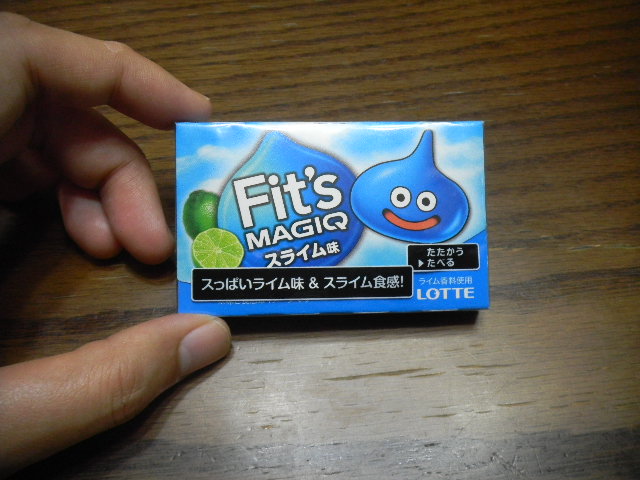 Fit's
MAGIQ
スライム味
たたかう
▶たべる
すっぱいライム味 & スライム食感!
ライム香料使用
LOTTE